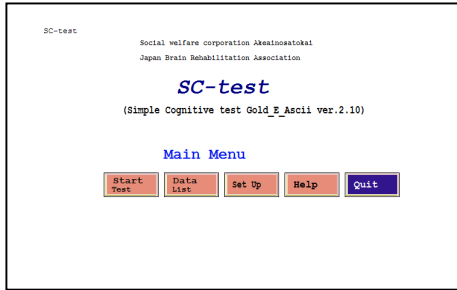 SC-test
Social welfare corporation Akeainosatokai
Japan Brain Rehabilitation Association
SC-test
(Simple Cognitive test Gold_E_Ascii ver.2.10)
Main Menu
Start Test
Data List
Set Up
Help
Quit